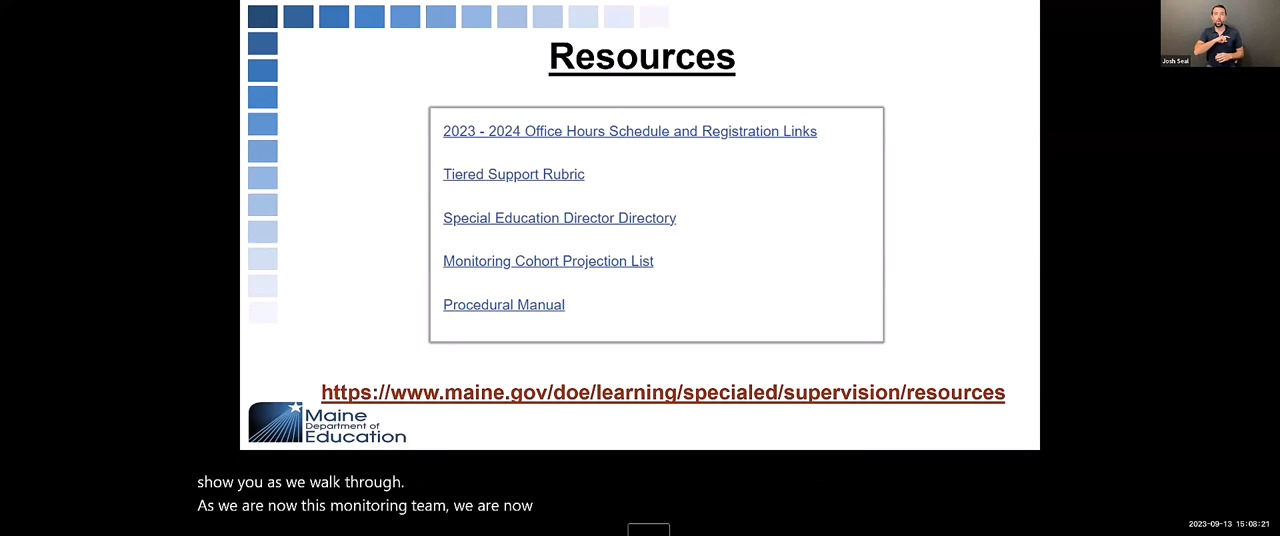 Resources
Josh Seal
2023 - 2024 Office Hours Schedule and Registration Links
Tiered Support Rubric
Special Education Director Directory
Monitoring Cohort Projection List
Procedural Manual
https://www.maine.gov/doe/learning/specialed/supervision/resources
Maine
Department of
Education
show you as we walk through.
As we are now this monitoring team, we are now
2023-09-13 15:08:21